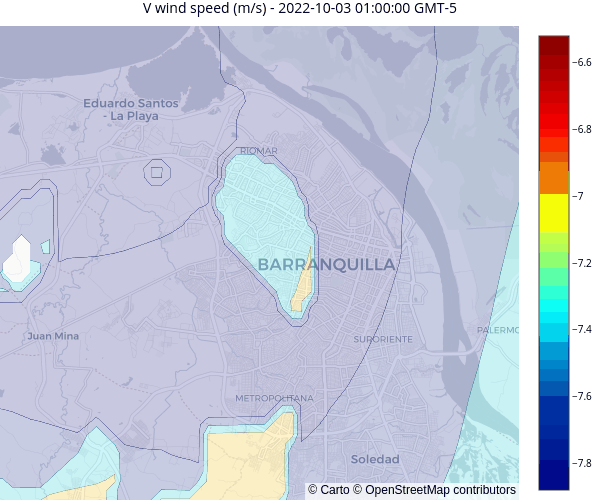 V wind speed (m/s) - 2022-10-03 01:00:00 GMT-5
Eduardo Santos
- La Playa
RIOMAR
BARRANQUILLA
Juan Mina
SURORIENTE
PALERMO
METROPOLITANA
Soledad
© Carto © OpenStreetMap contributors
-6.6
-6.8
-7
-7.2
-7.4
-7.6
-7.8